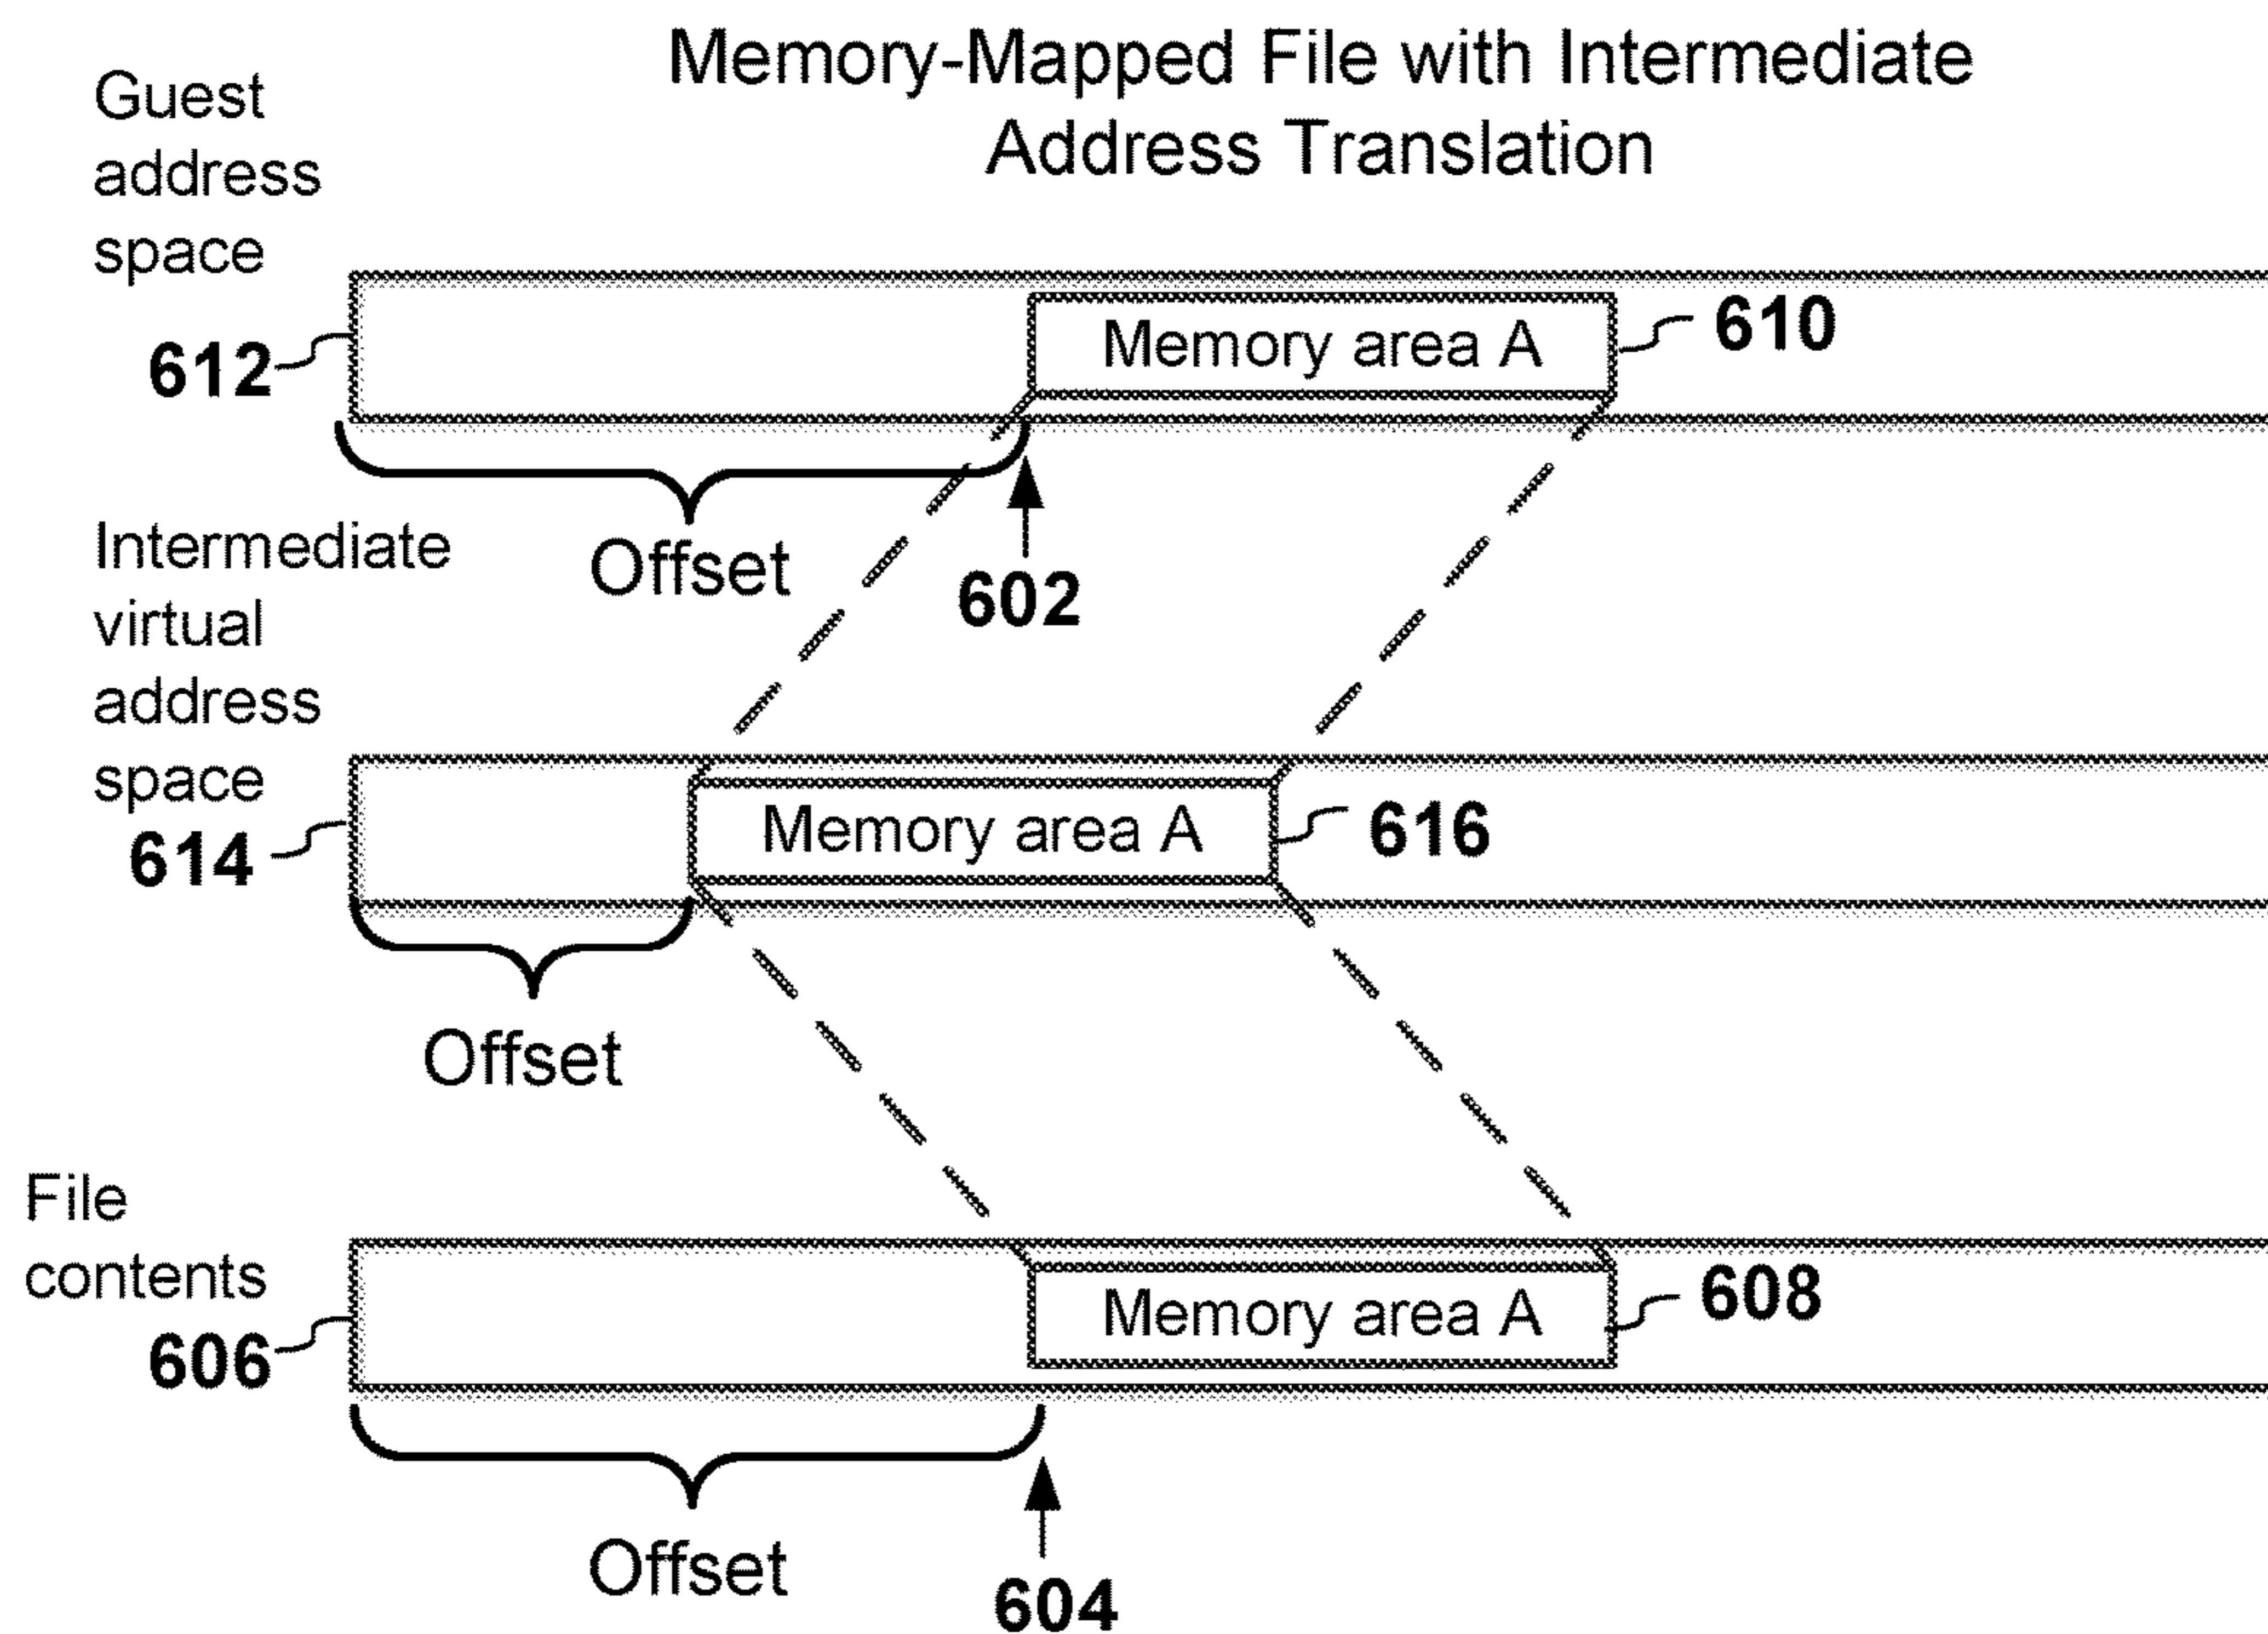 Memory-Mapped File with Intermediate
Address Translation
Guest
address
space
612
Memory area A
610
Offset
602
Intermediate
virtual
address
space
614
Memory area A
616
Offset
File
contents
606
Memory area A
608
Offset
604